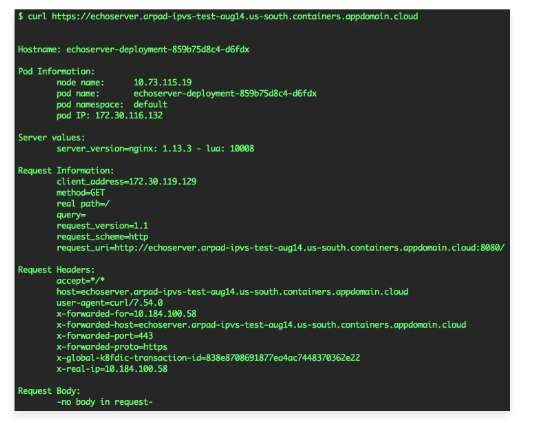 $ curl https://echoserver.arpad-ipvs-test-aug14.us-south.containers.appdomain.cloud
Hostname: echoserver-deployment-859b75d8c4-d6fdx
Pod Information:
node name: 10.73.115.19
pod name: echoserver-deployment-859b75d8c4-d6fdx
pod namespace: default
pod IP: 172.30.116.132
Server values:
server_version=nginx: 1.13.3 - lua: 10008
Request Information:
client_address=172.30.119.129
method=GET
real path=/
query=
request_version=1.1
request_scheme=http
request_uri=http://echoserver.arpad-ipvs-test-aug14.us-south.containers.appdomain.cloud:8080/
Request Headers:
accept=*/*
host=echoserver.arpad-ipvs-test-aug14.us-south.containers.appdomain.cloud
user-agent=curl/7.54.0
x-forwarded-for=10.184.100.58
x-forwarded-host=echoserver.arpad-ipvs-test-aug14.us-south.containers.appdomain.cloud
x-forwarded-port=443
x-forwarded-proto=https
x-global-k8fdic-transaction-id=838e8708691877ea4ac7448370362e22
x-real-ip=10.184.100.58
Request Body:
-no body in request-